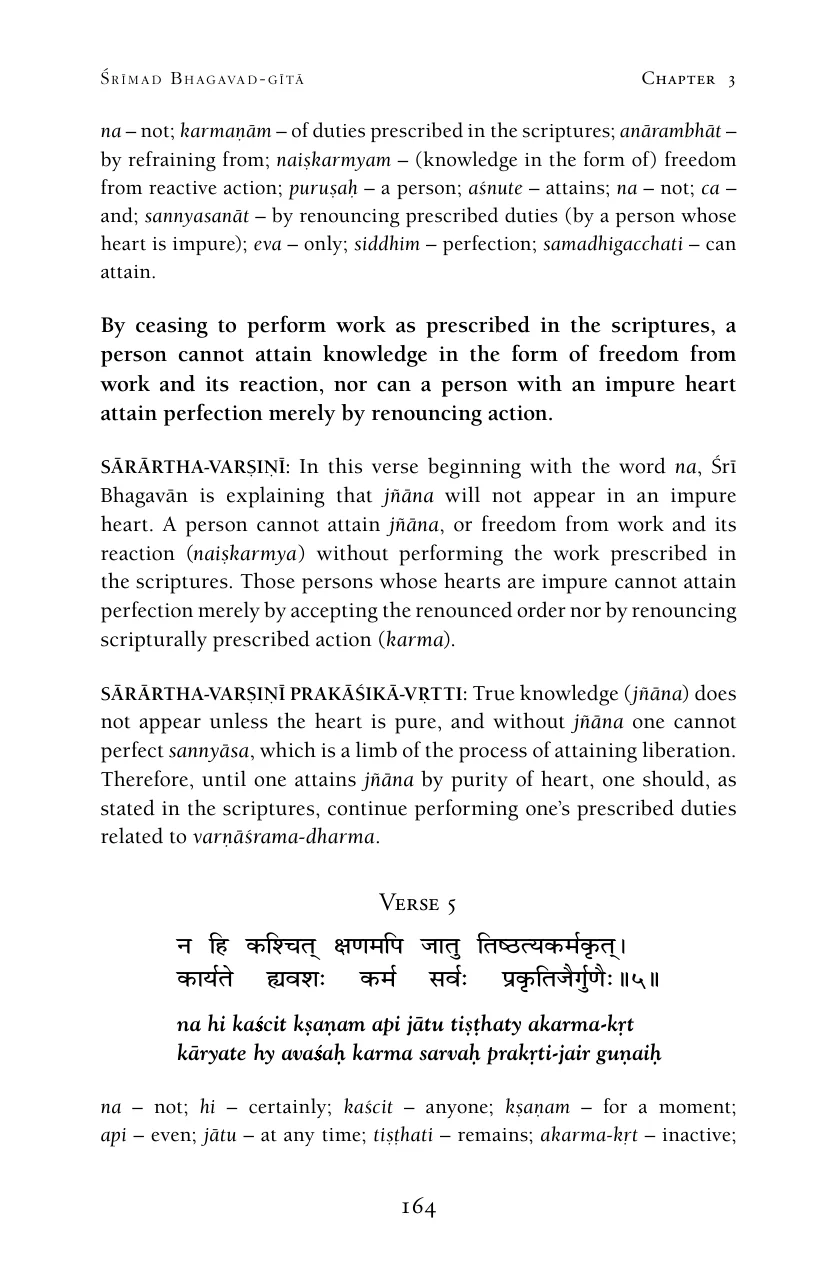 Śrīmad Bhagavad-gītā Chapter 3
na – not; karmaṇām – of duties prescribed in the scriptures; anārambhāt –
by refraining from; naiṣkarmyam – (knowledge in the form of) freedom
from reactive action; puruṣaḥ – a person; aśnute – attains; na – not; ca –
and; sannyasanāt – by renouncing prescribed duties (by a person whose
heart is impure); eva – only; siddhim – perfection; samadhigacchati – can
attain.
By ceasing to perform work as prescribed in the scriptures, a
person cannot attain knowledge in the form of freedom from
work and its reaction, nor can a person with an impure heart
attain perfection merely by renouncing action.
SĀRĀRTHA-VARṢIṆĪ: In this verse beginning with the word na, Śrī
Bhagavān is explaining that jñāna will not appear in an impure
heart. A person cannot attain jñāna, or freedom from work and its
reaction (naiṣkarmya) without performing the work prescribed in
the scriptures. Those persons whose hearts are impure cannot attain
perfection merely by accepting the renounced order nor by renouncing
scripturally prescribed action (karma).
SĀRĀRTHA-VARṢIṆĪ PRAKĀŚIKĀ-VṚTTI: True knowledge (jñāna) does
not appear unless the heart is pure, and without jñāna one cannot
perfect sannyāsa, which is a limb of the process of attaining liberation.
Therefore, until one attains jñāna by purity of heart, one should, as
stated in the scriptures, continue performing one’s prescribed duties
related to varṇāśrama-dharma.
Verse 5
न हि कश्चित् क्षणमपि जातु तिष्ठत्यकर्मकृत्।
कार्यते ह्यवशः कर्म सर्वः प्रकृतिजैर्गुणैः॥५॥
na hi kaścit kṣaṇam api jātu tiṣṭhaty akarma-kṛt
kāryate hy avaśaḥ karma sarvaḥ prakṛti-jair guṇaiḥ
na – not; hi – certainly; kaścit – anyone; kṣaṇam – for a moment;
api – even; jātu – at any time; tiṣṭhati – remains; akarma-kṛt – inactive;
164